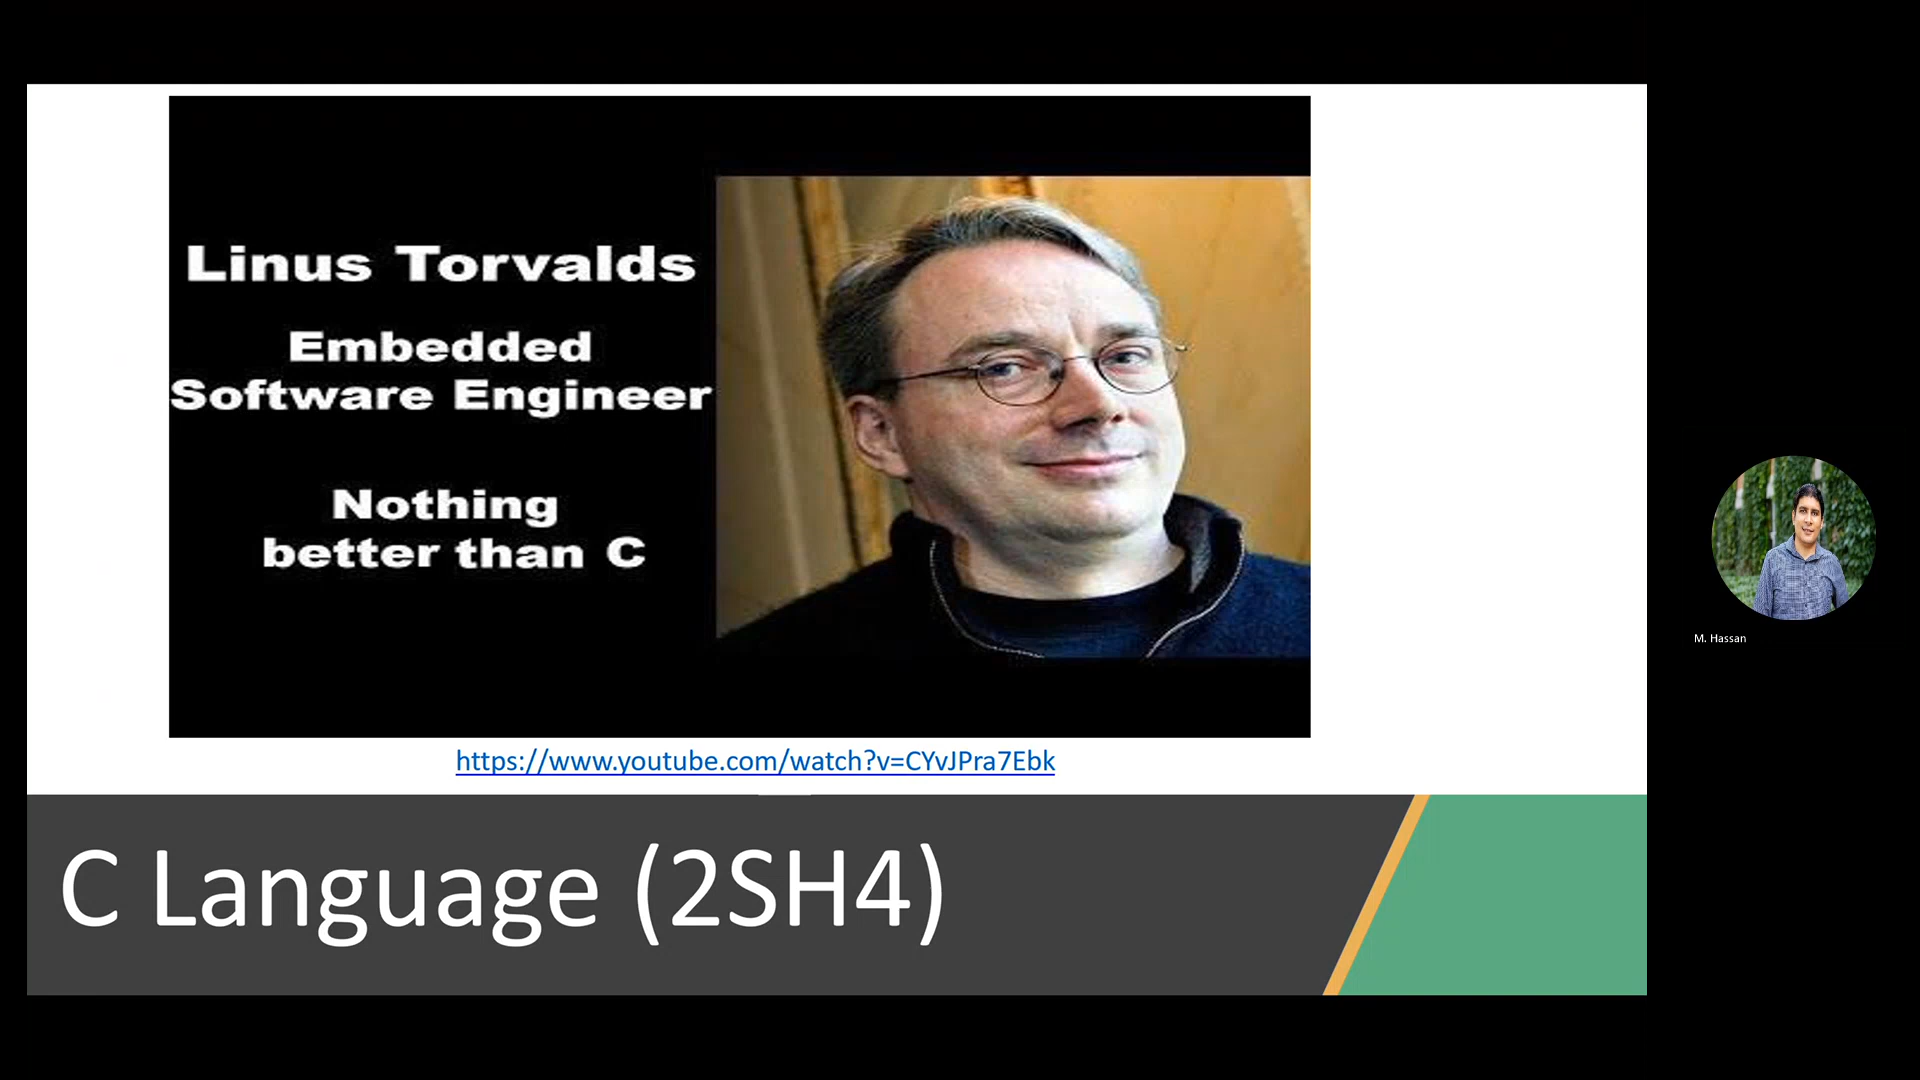 Linus Torvalds
Embedded
Software Engineer
Nothing
better than C
https://www.youtube.com/watch?v=CYvJPra7Ebk
C Language (2SH4)
M. Hassan